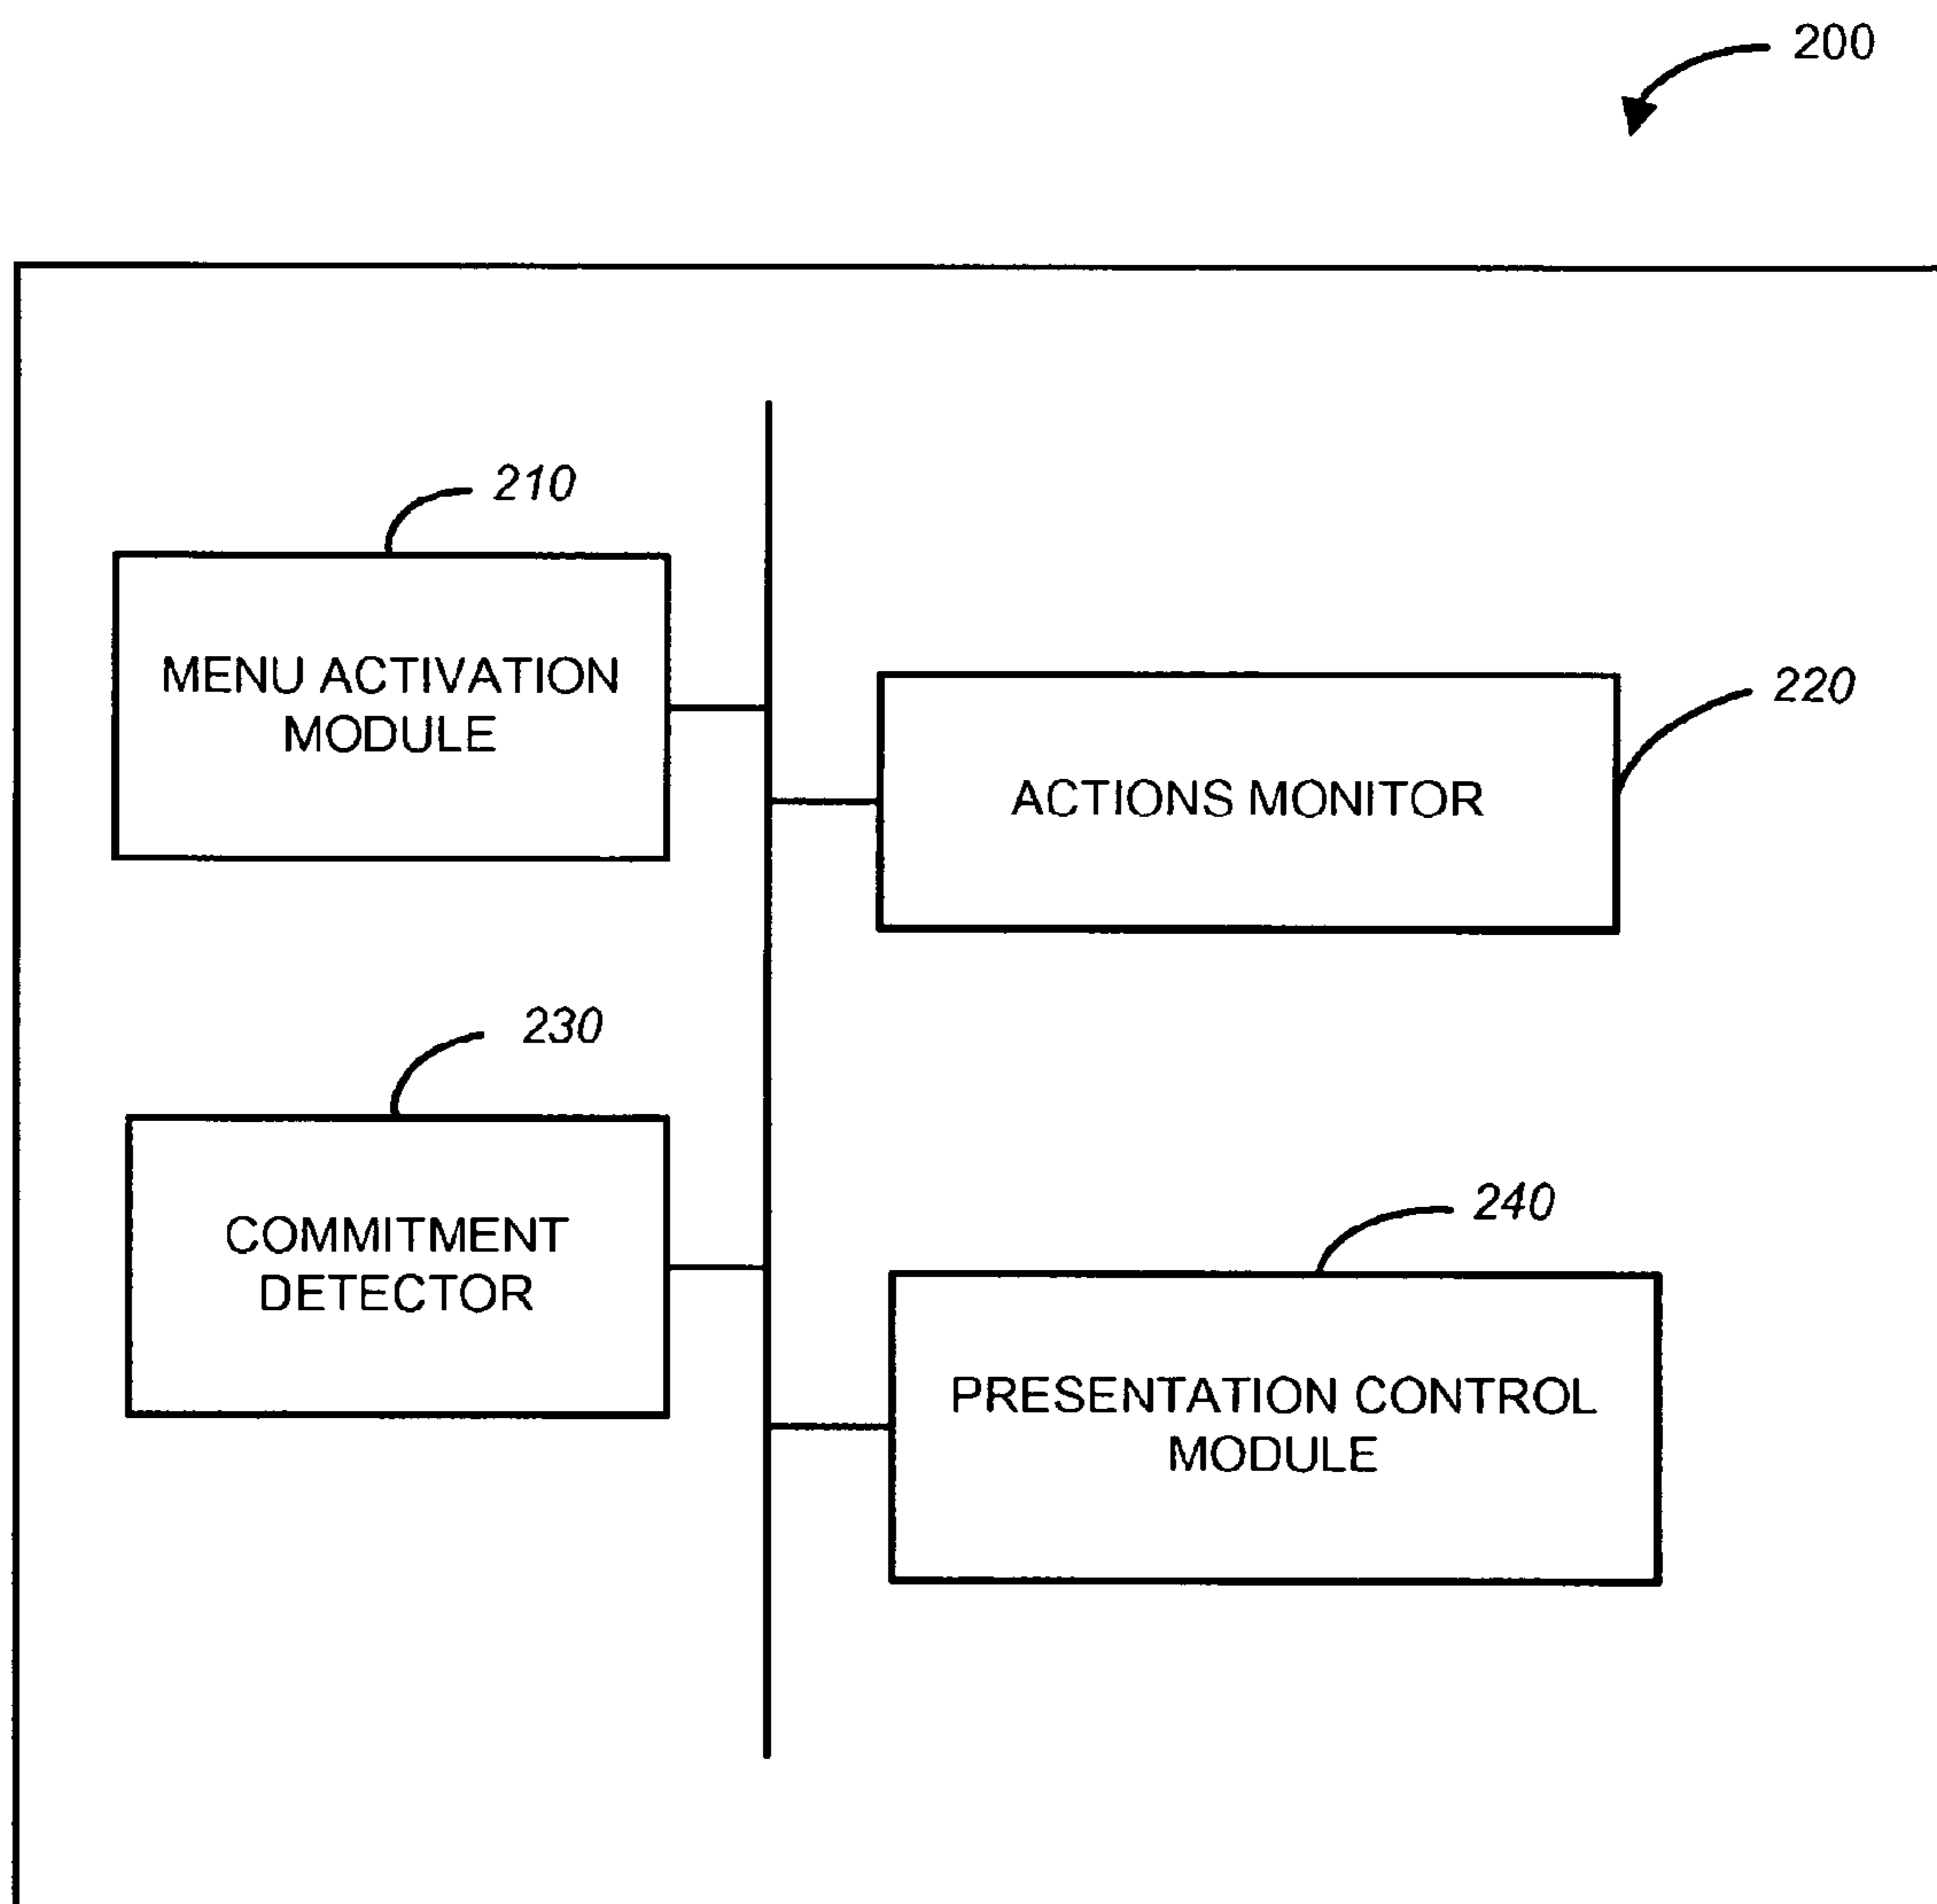 200
210
MENU ACTIVATION
MODULE
220
ACTIONS MONITOR
230
COMMITMENT
DETECTOR
240
PRESENTATION CONTROL
MODULE